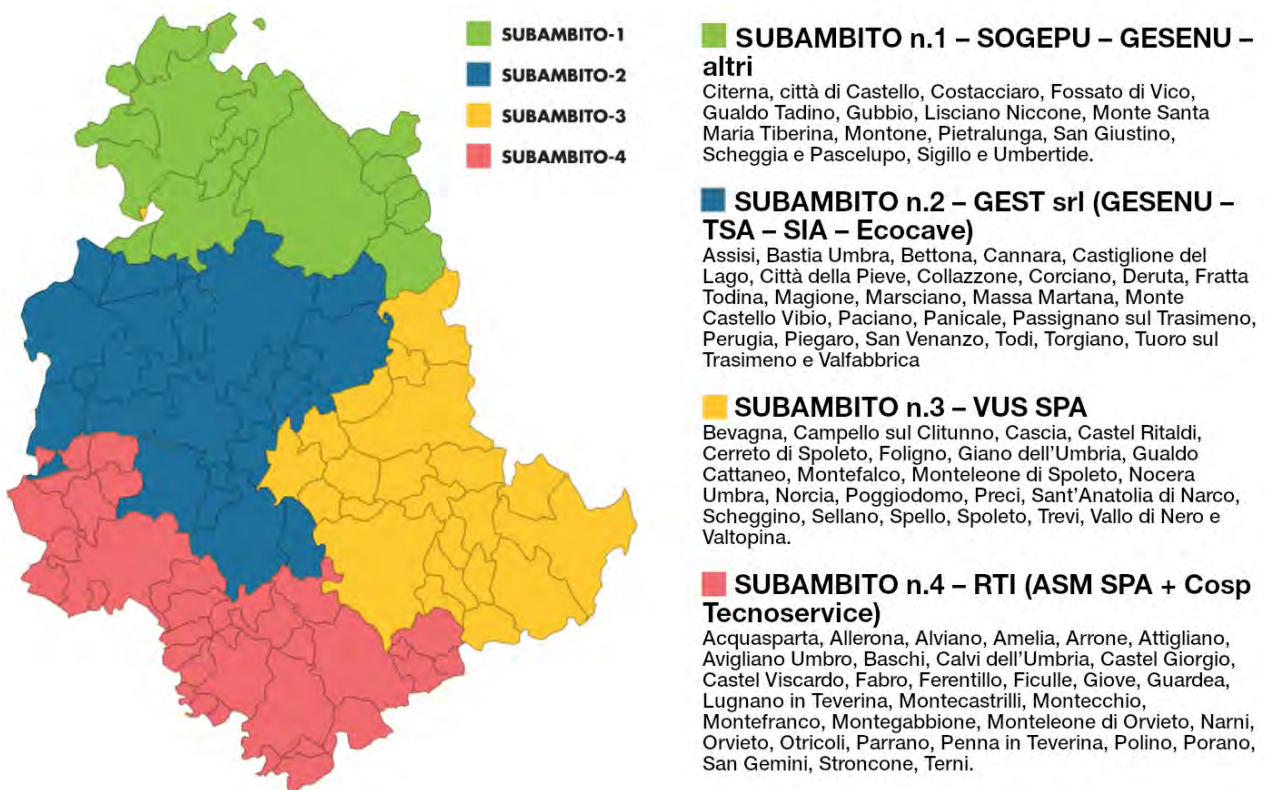 SUBAMBITO-1
SUBAMBITO-2
SUBAMBITO-3
SUBAMBITO-4
SUBAMBITO n.1 – SOGEPU – GESENU –
altri
Citerna, città di Castello, Costacciaro, Fossato di Vico,
Gualdo Tadino, Gubbio, Lisciano Niccone, Monte Santa
Maria Tiberina, Montone, Pietralunga, San Giustino,
Scheggia e Pascelupo, Sigillo e Umbertide.
SUBAMBITO n.2 – GEST srl (GESENU –
TSA – SIA – Ecocave)
Assisi, Bastia Umbra, Bettona, Cannara, Castiglione del
Lago, Città della Pieve, Collazzone, Corciano, Deruta, Fratta
Todina, Magione, Marsciano, Massa Martana, Monte
Castello Vibio, Paciano, Panicale, Passignano sul Trasimeno,
Perugia, Piegaro, San Venanzo, Todi, Torgiano, Tuoro sul
Trasimeno e Valfabbrica
SUBAMBITO n.3 – VUS SPA
Bevagna, Campello sul Clitunno, Cascia, Castel Ritaldi,
Cerreto di Spoleto, Foligno, Giano dell'Umbria, Gualdo
Cattaneo, Montefalco, Monteleone di Spoleto, Nocera
Umbra, Norcia, Poggiodomo, Preci, Sant'Anatolia di Narco,
Scheggino, Sellano, Spello, Spoleto, Trevi, Vallo di Nero e
Valtopina.
SUBAMBITO n.4 – RTI (ASM SPA + Cosp
Tecnoservice)
Acquasparta, Allerona, Alviano, Amelia, Arrone, Attigliano,
Avigliano Umbro, Baschi, Calvi dell'Umbria, Castel Giorgio,
Castel Viscardo, Fabro, Ferentillo, Ficulle, Giove, Guardea,
Lugnano in Teverina, Montecastrilli, Montecchio,
Montefranco, Montegabbione, Monteleone di Orvieto, Narni,
Orvieto, Otricoli, Parrano, Penna in Teverina, Polino, Porano,
San Gemini, Stroncone, Terni.